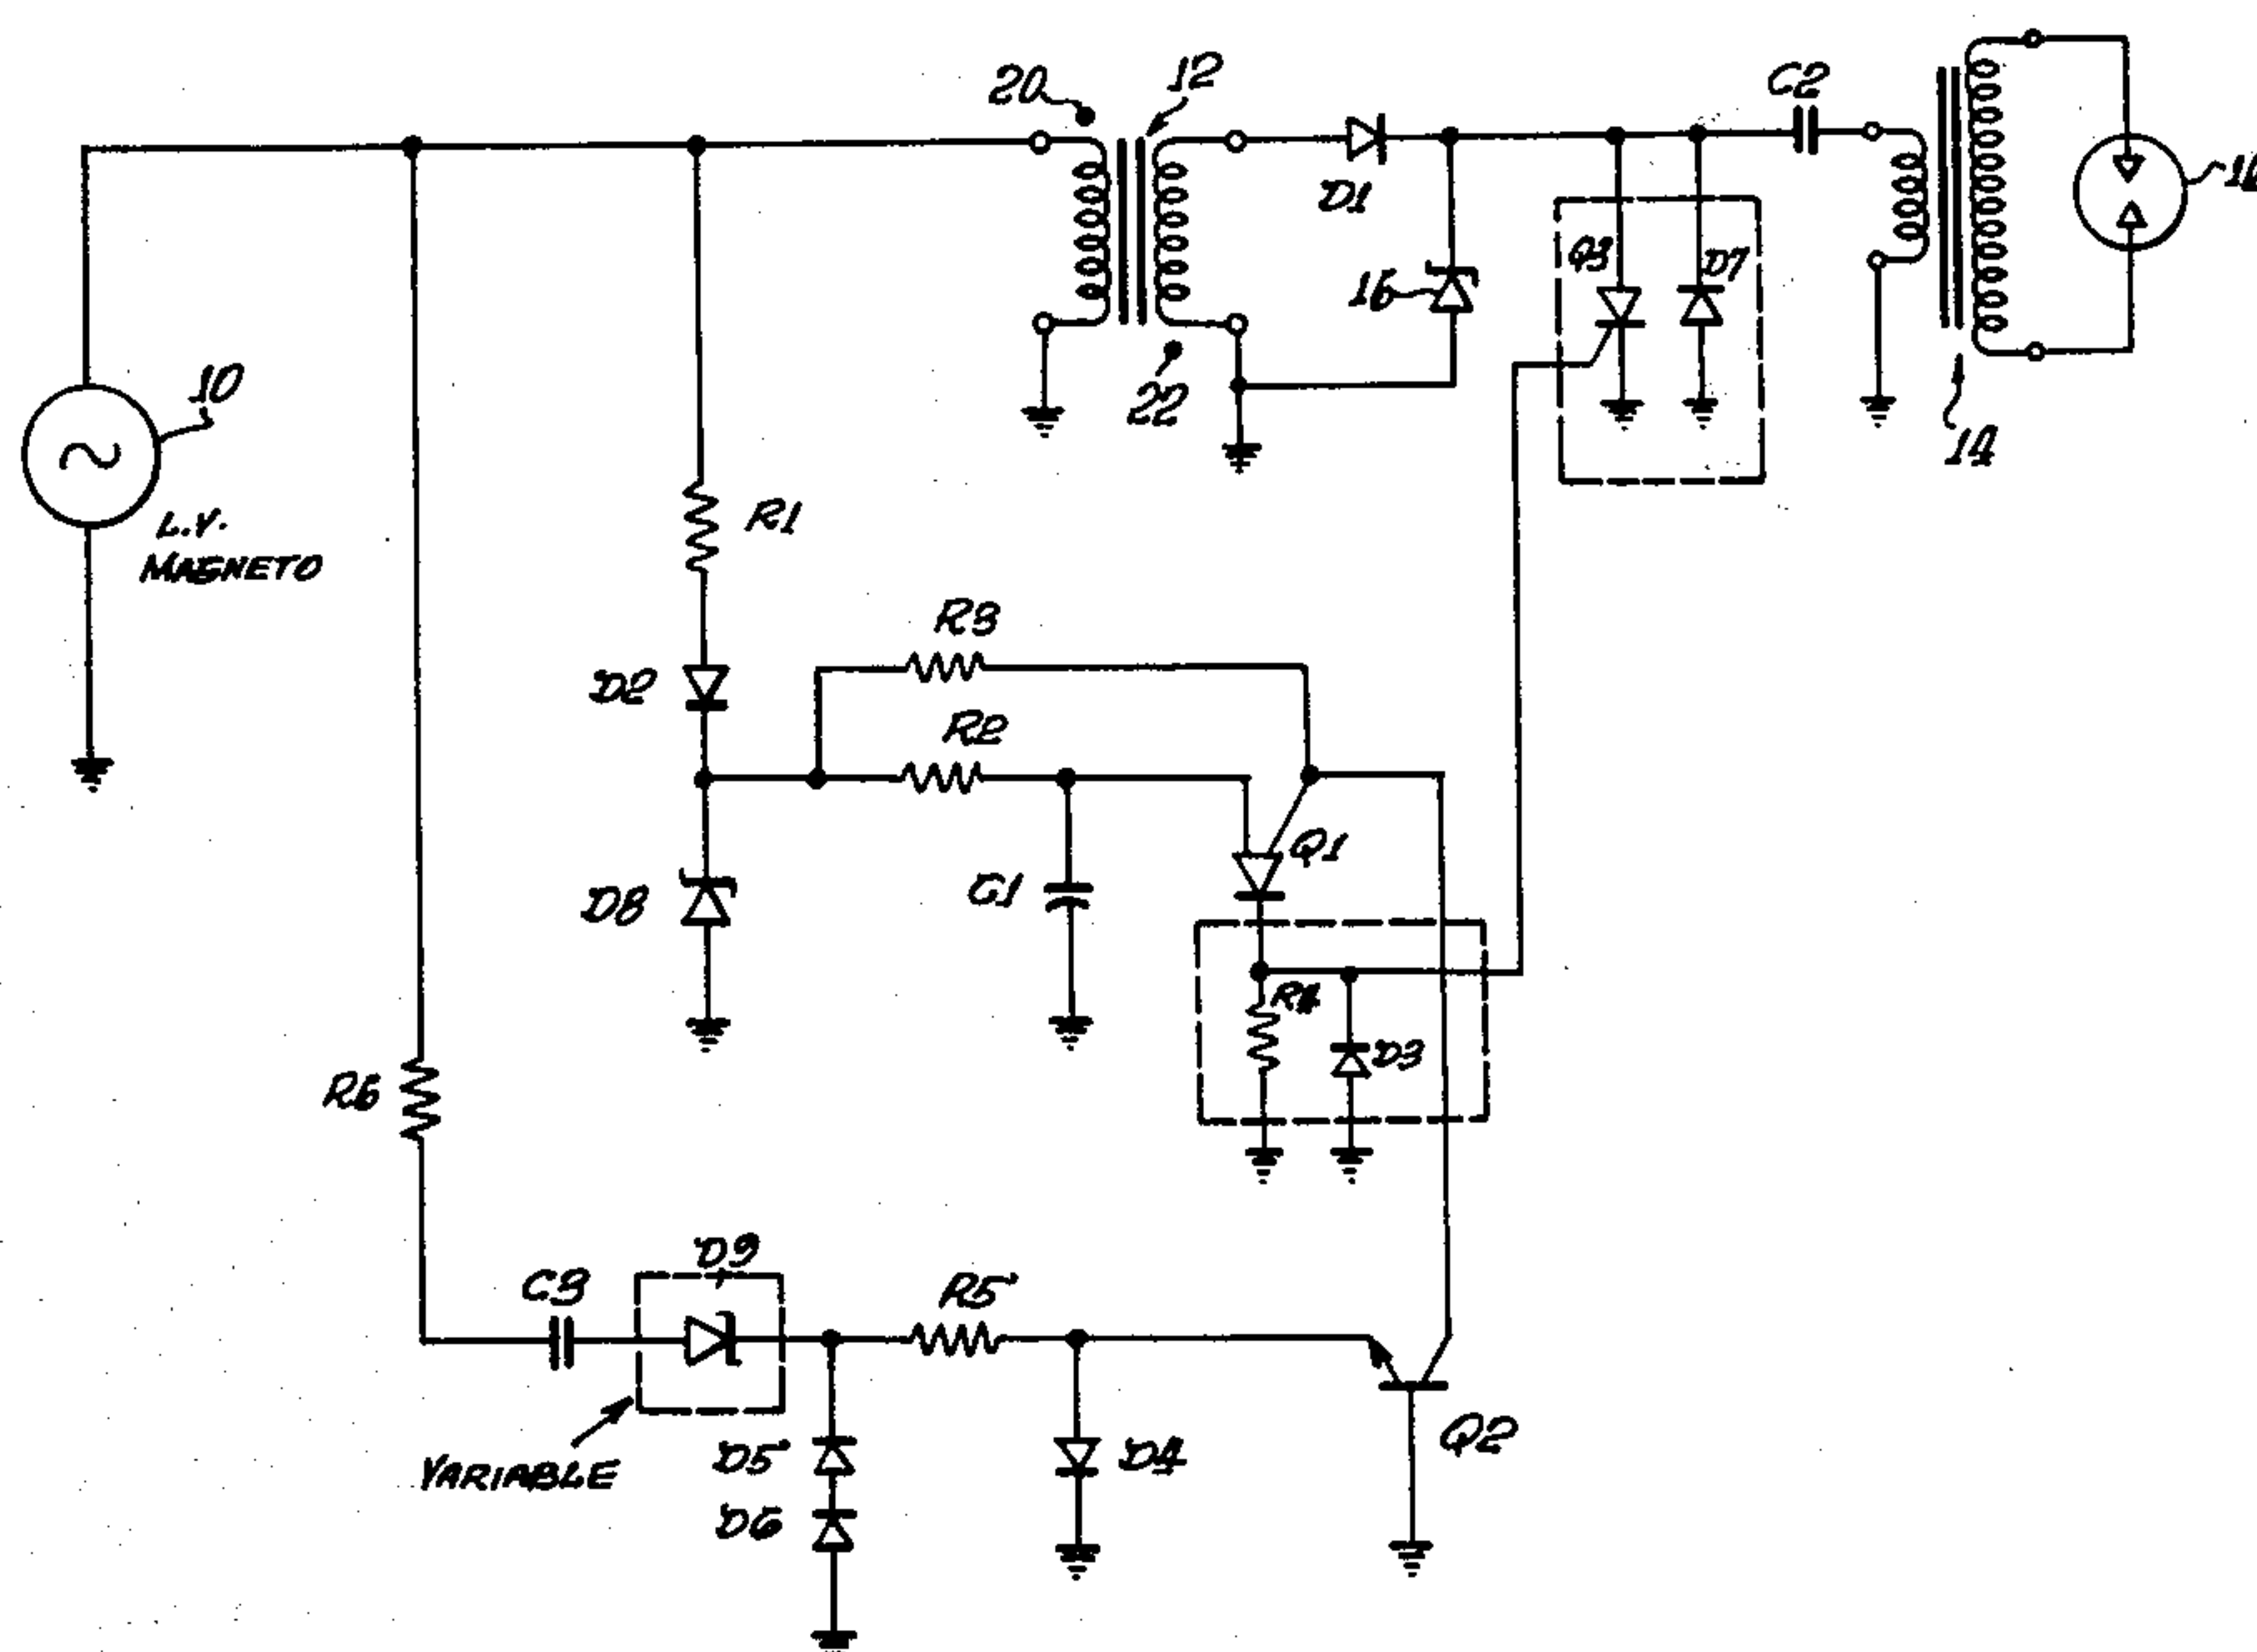 20
12
C2
D1
16
Q3
D7
10
22
14
L.V.
MAGNETO
R1
R3
D2
R2
Q1
D8
C1
R4
D3
R6
D9
C3
R5
VARIABLE
D5
D4
Q2
D6